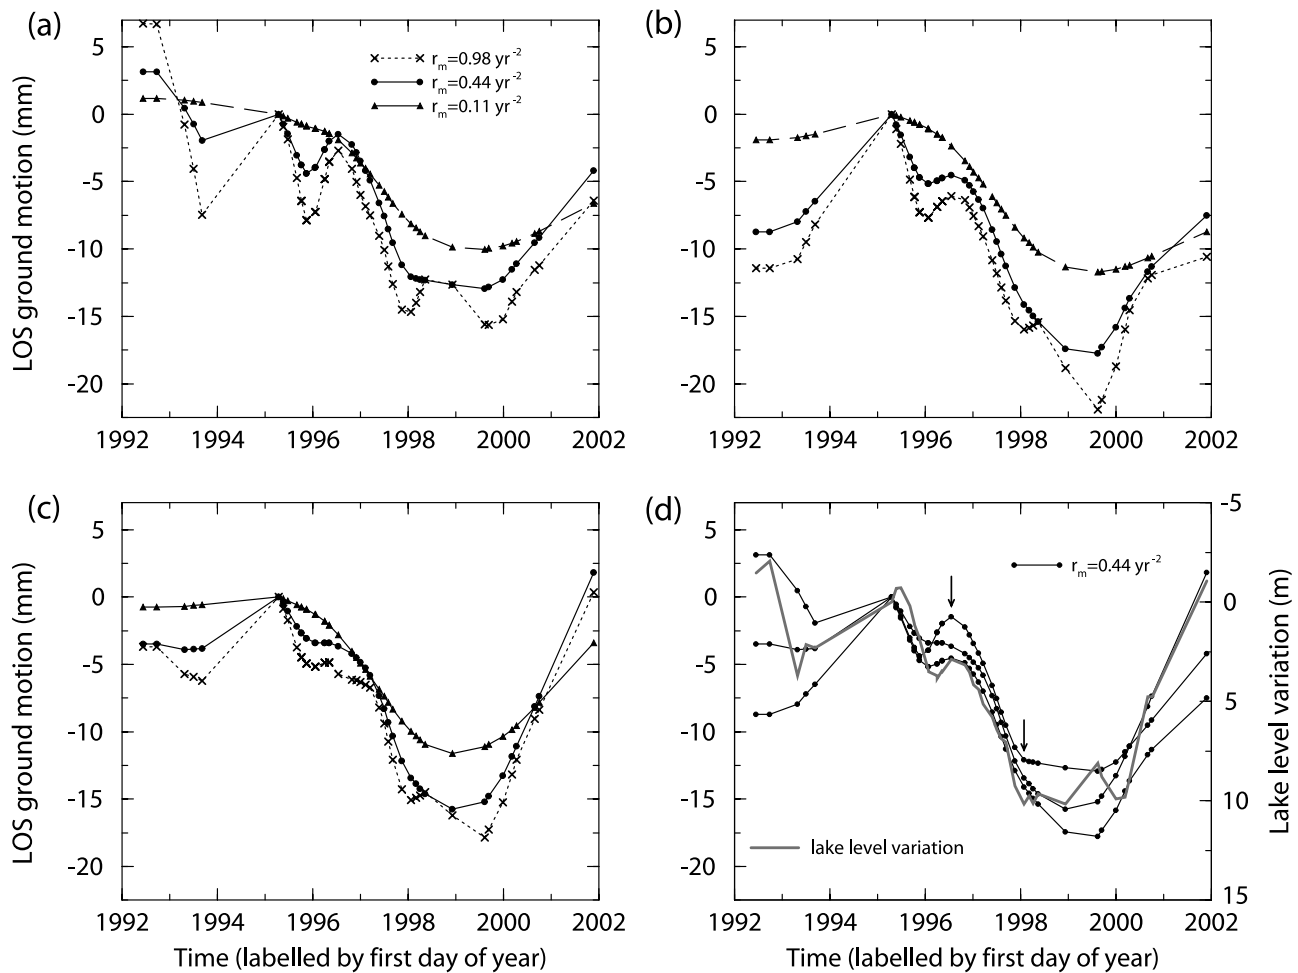 (a)
5
0
-5
-10
-15
-20
LOS ground motion (mm)
rm=0.98 yr-2
rm=0.44 yr-2
rm=0.11 yr-2
1992 1994 1996 1998 2000 2002
(b)
5
0
-5
-10
-15
-20
1992 1994 1996 1998 2000 2002
(c)
5
0
-5
-10
-15
-20
LOS ground motion (mm)
1992 1994 1996 1998 2000 2002
Time (labelled by first day of year)
(d)
5
0
-5
-10
-15
-20
rm=0.44 yr-2
lake level variation
-5
0
5
10
15
Lake level variation (m)
1992 1994 1996 1998 2000 2002
Time (labelled by first day of year)